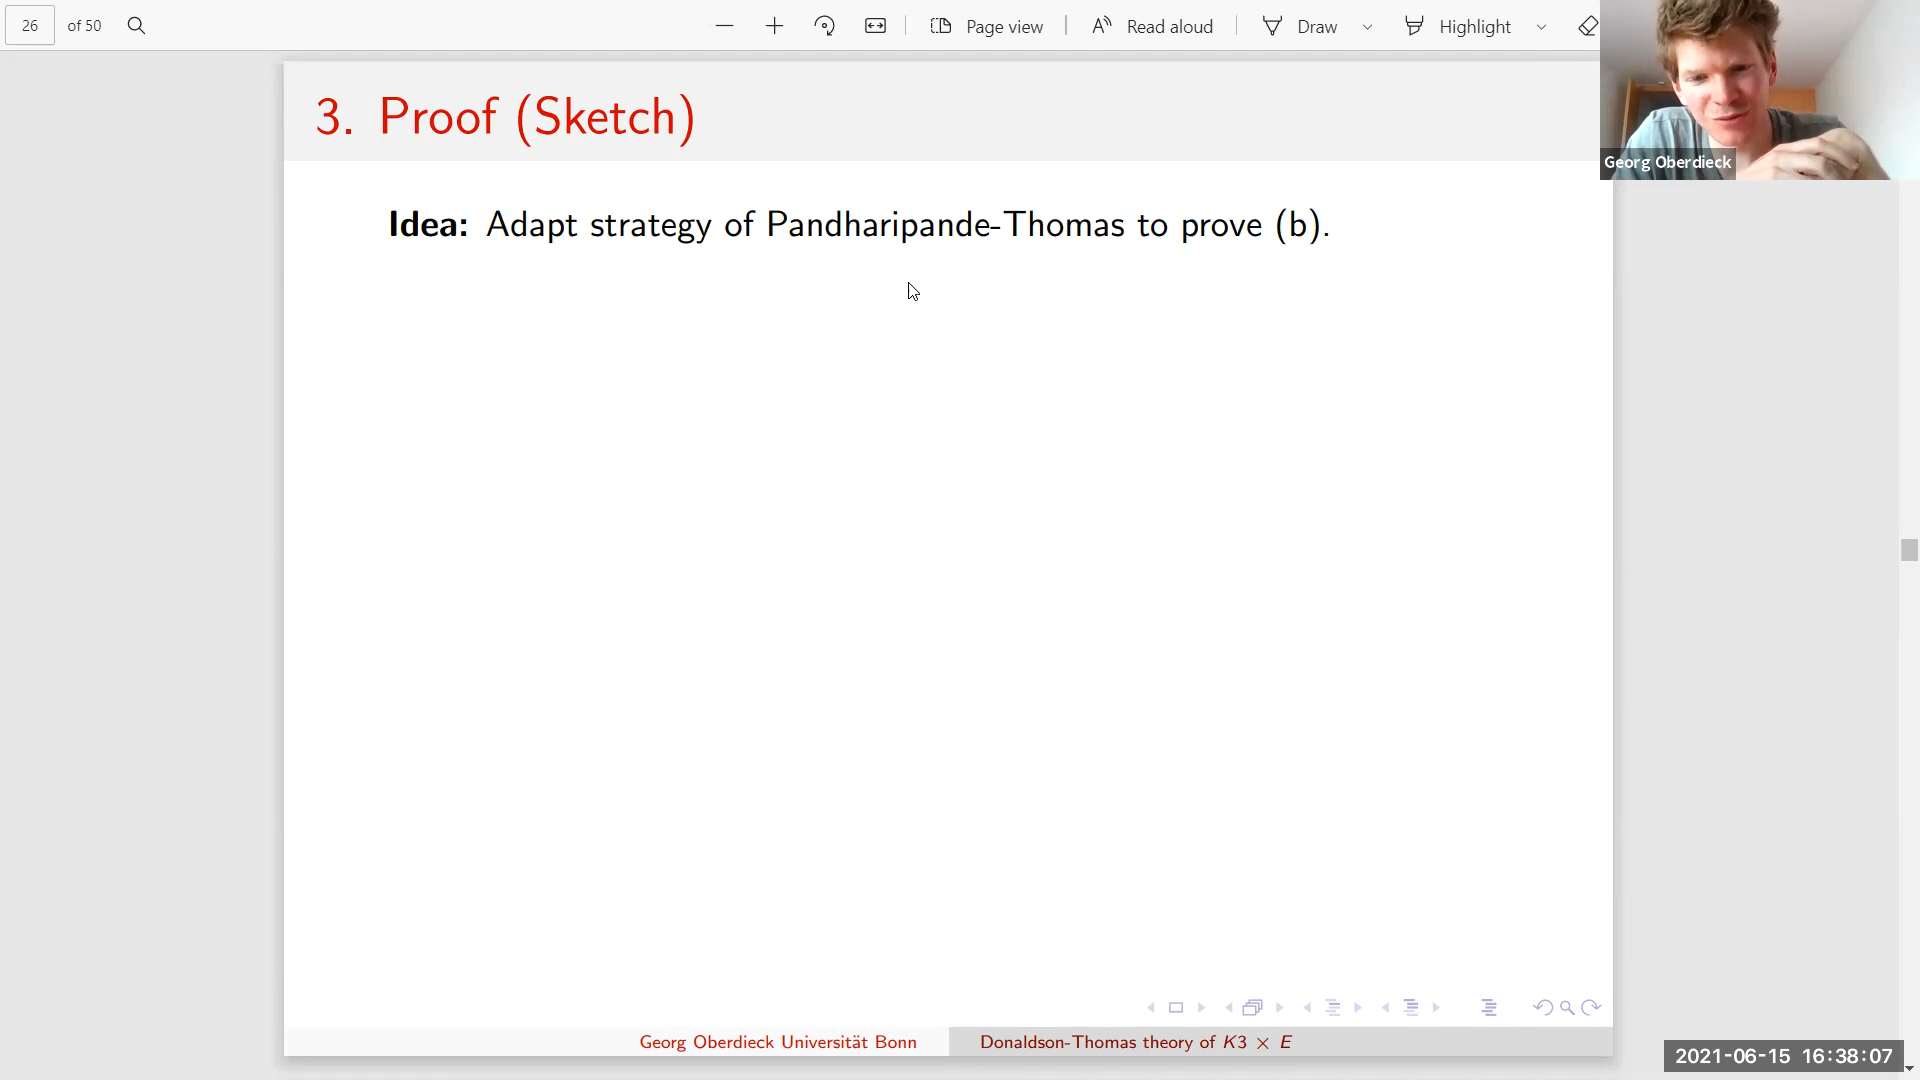 26 of 50 Page view Read aloud Draw Highlight
Georg Oberdieck
3. Proof (Sketch)
Idea: Adapt strategy of Pandharipande-Thomas to prove (b).
Georg Oberdieck Universität Bonn Donaldson-Thomas theory of K3 × E
2021-06-15 16:38:07